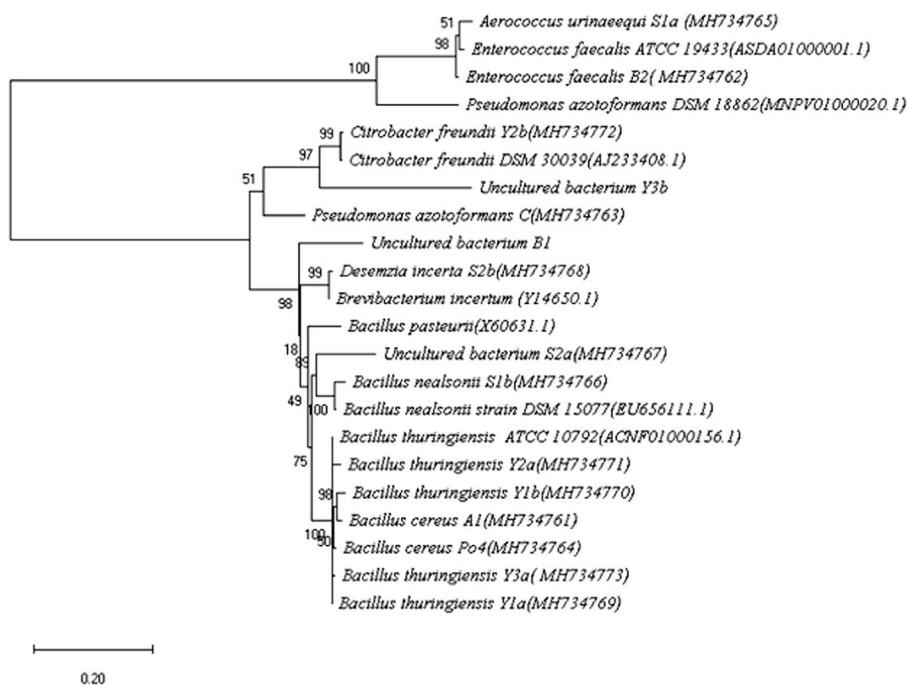 51
Aerococcus urinaeequi S1a (MH734765)
98
Enterococcus faecalis ATCC 19433(ASDA01000001.1)
100
Enterococcus faecalis B2( MH734762)
Pseudomonas azotoformans DSM 18862(MNPV01000020.1)
99
Citrobacter freundii Y2b(MH734772)
97
Citrobacter freundii DSM 30039(AJ233408.1)
51
Uncultured bacterium Y3b
Pseudomonas azotoformans C(MH734763)
Uncultured bacterium B1
99
Desemzia incerta S2b(MH734768)
98
Brevibacterium incertum (Y14650.1)
Bacillus pasteurii(X60631.1)
18
Uncultured bacterium S2a(MH734767)
89
Bacillus nealsonii S1b(MH734766)
49
100
Bacillus nealsonii strain DSM 15077(EU656111.1)
Bacillus thuringiensis ATCC 10792(ACNF01000156.1)
75
Bacillus thuringiensis Y2a(MH734771)
98
Bacillus thuringiensis Y1b(MH734770)
Bacillus cereus A1(MH734761)
100
Bacillus cereus Po4(MH734764)
Bacillus thuringiensis Y3a( MH734773)
Bacillus thuringiensis Y1a(MH734769)
0.20